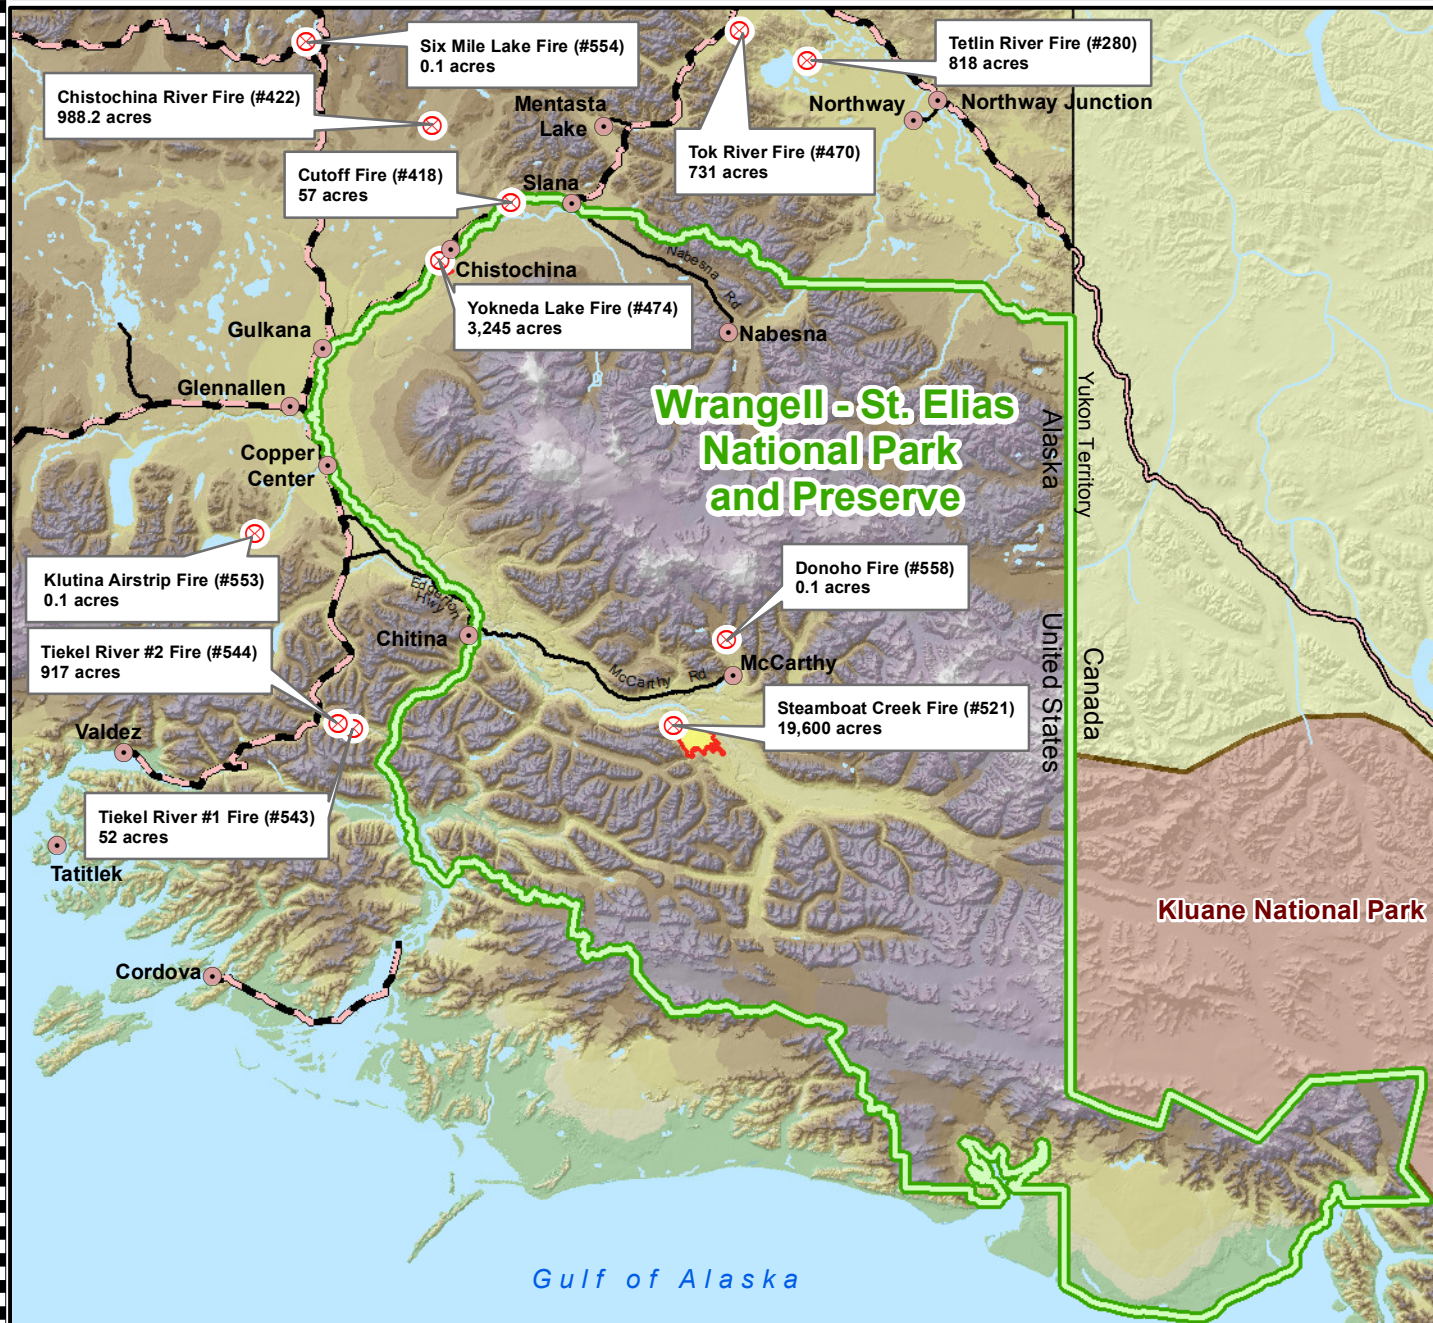 Six Mile Lake Fire (#554)
0.1 acres
Tetlin River Fire (#280)
818 acres
Chistochina River Fire (#422)
988.2 acres
Mentasta
Lake
Northway
Northway Junction
Tok River Fire (#470)
731 acres
Cutoff Fire (#418)
57 acres
Slana
Chistochina
Nabesna Rd
Yokneda Lake Fire (#474)
3,245 acres
Gulkana
Nabesna
Glennallen
Wrangell - St. Elias
National Park
and Preserve
Alaska
Yukon Territory
Copper
Center
Klutina Airstrip Fire (#553)
0.1 acres
Donoho Fire (#558)
0.1 acres
Edgerton
Hwy
Chitina
United States
Canada
Tiekel River #2 Fire (#544)
917 acres
McCarthy
McCarthy Rd
Steamboat Creek Fire (#521)
19,600 acres
Valdez
Tiekel River #1 Fire (#543)
52 acres
Tatitlek
Kluane National Park
Cordova
Gulf of Alaska